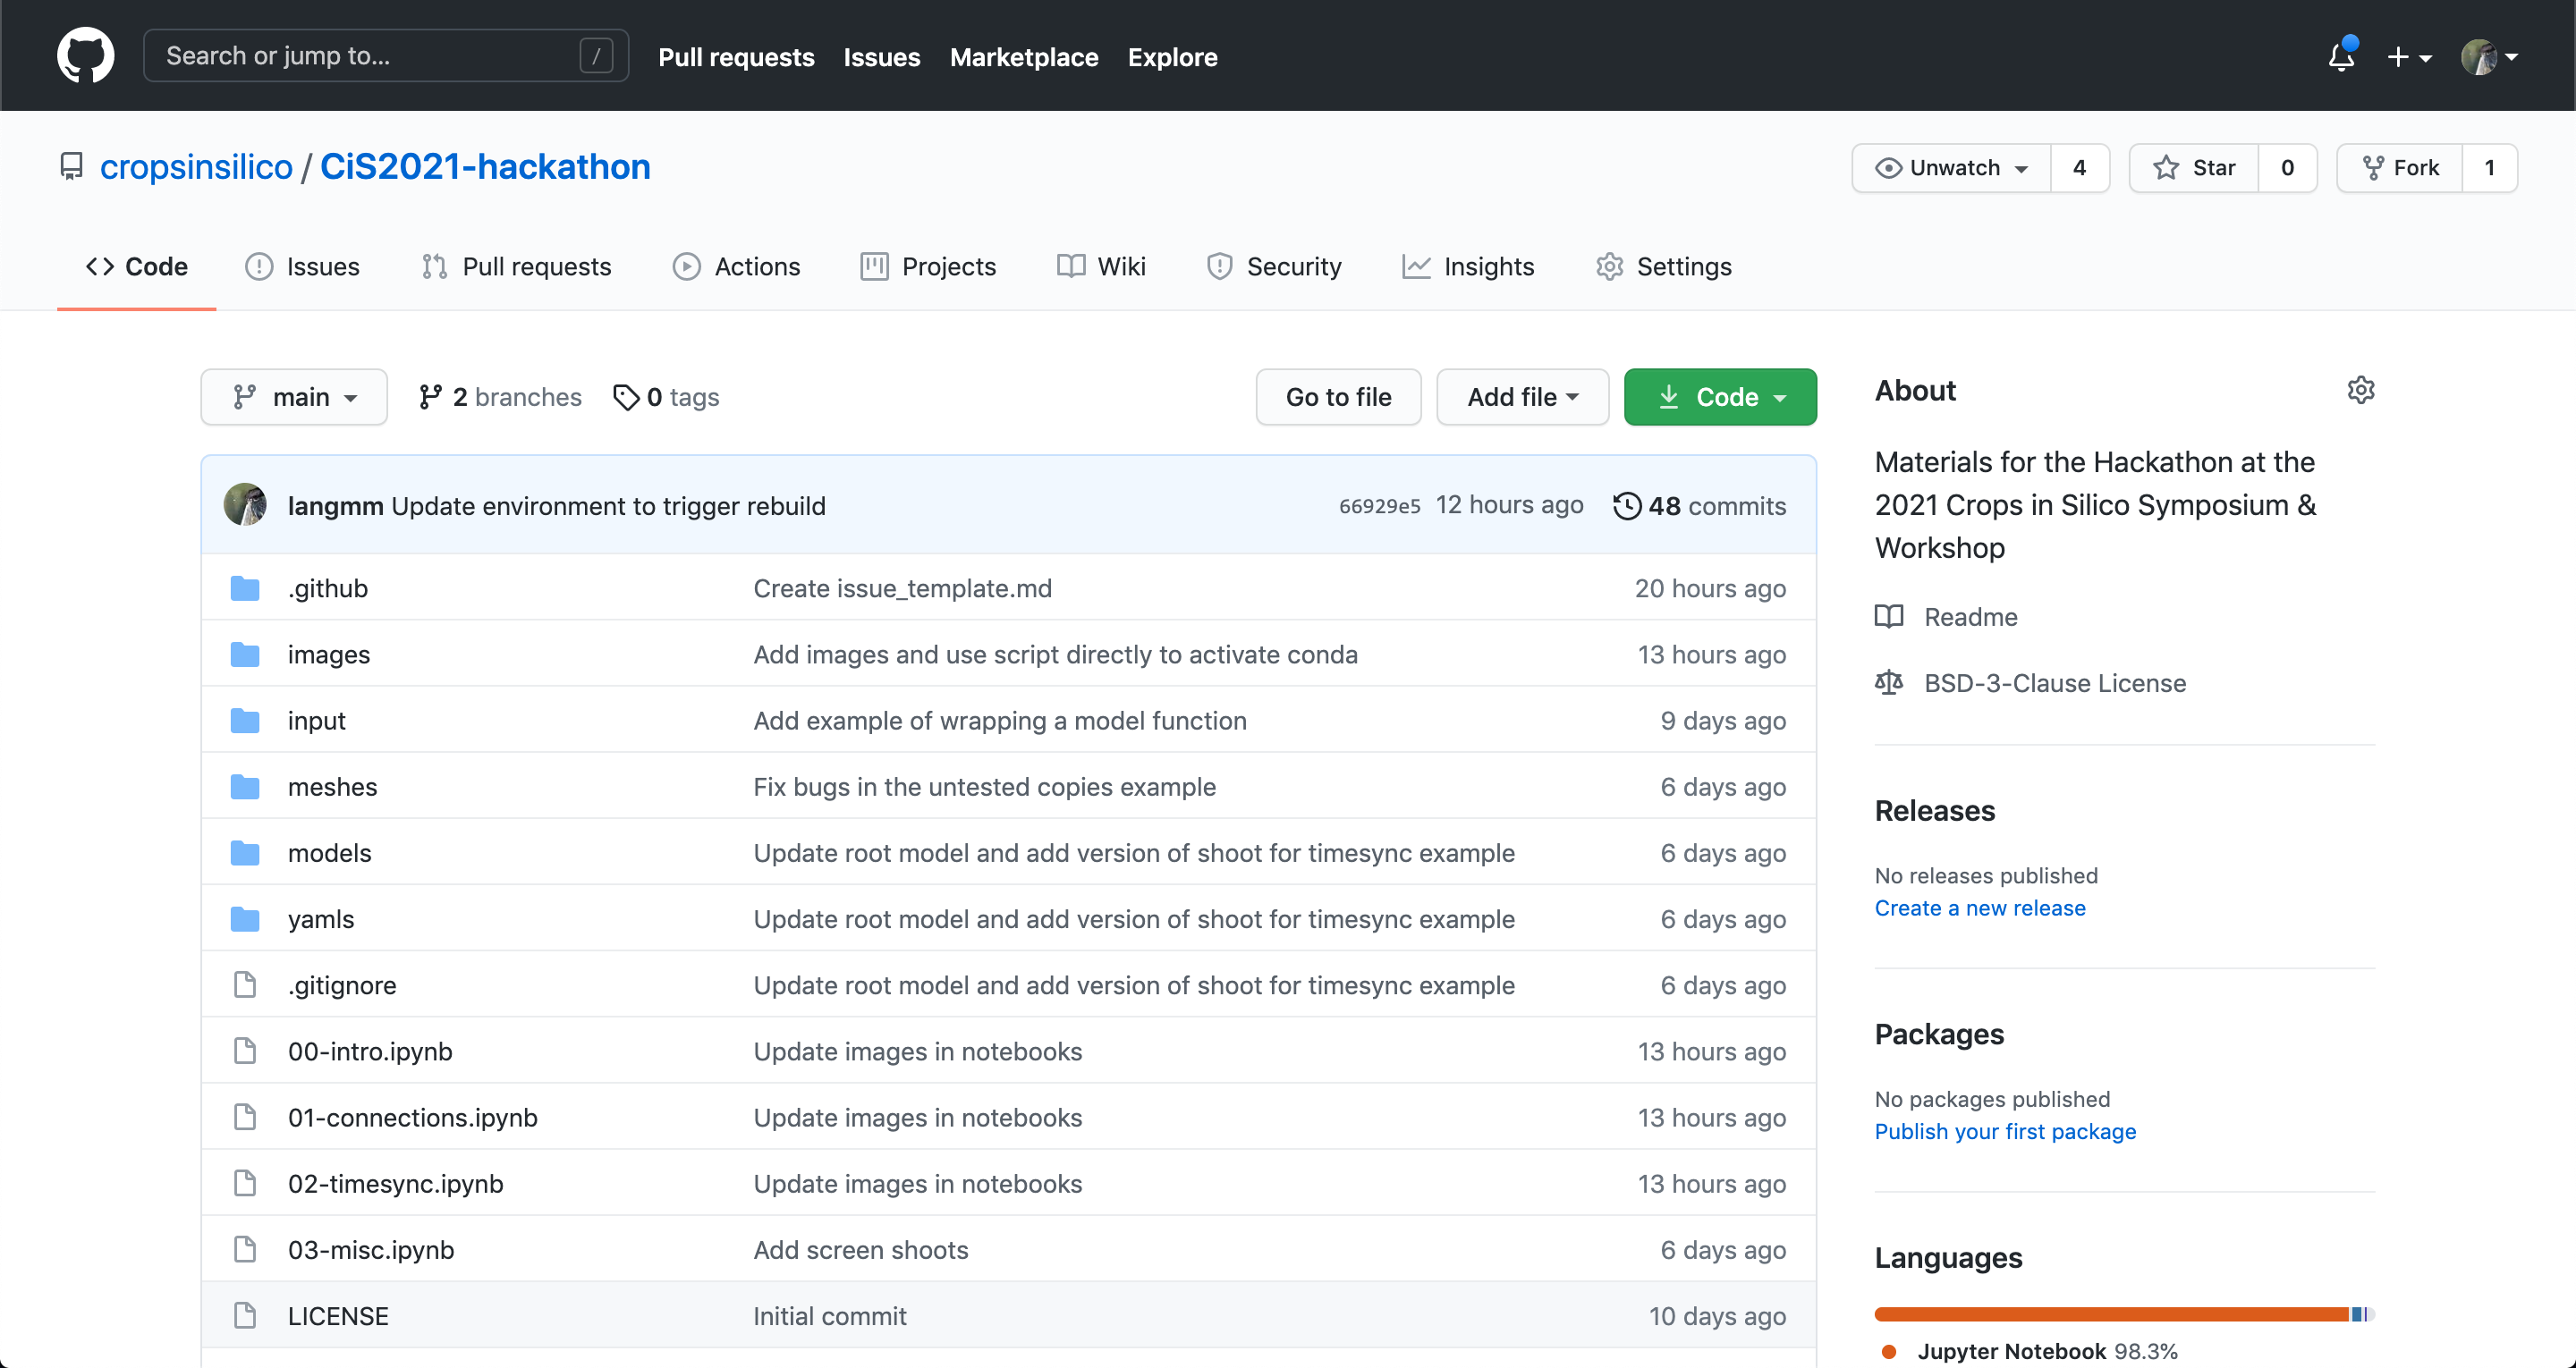 Search or jump to... / Pull requests Issues Marketplace Explore
cropsinsilico / CiS2021-hackathon Unwatch 4 Star 0 Fork 1
Code Issues Pull requests Actions Projects Wiki Security Insights Settings
main 2 branches 0 tags Go to file Add file Code
langmm Update environment to trigger rebuild 66929e5 12 hours ago 48 commits
.github Create issue_template.md 20 hours ago
images Add images and use script directly to activate conda 13 hours ago
input Add example of wrapping a model function 9 days ago
meshes Fix bugs in the untested copies example 6 days ago
models Update root model and add version of shoot for timesync example 6 days ago
yamls Update root model and add version of shoot for timesync example 6 days ago
.gitignore Update root model and add version of shoot for timesync example 6 days ago
00-intro.ipynb Update images in notebooks 13 hours ago
01-connections.ipynb Update images in notebooks 13 hours ago
02-timesync.ipynb Update images in notebooks 13 hours ago
03-misc.ipynb Add screen shoots 6 days ago
LICENSE Initial commit 10 days ago
About
Materials for the Hackathon at the
2021 Crops in Silico Symposium &
Workshop
Readme
BSD-3-Clause License
Releases
No releases published
Create a new release
Packages
No packages published
Publish your first package
Languages
Jupyter Notebook 98.3%